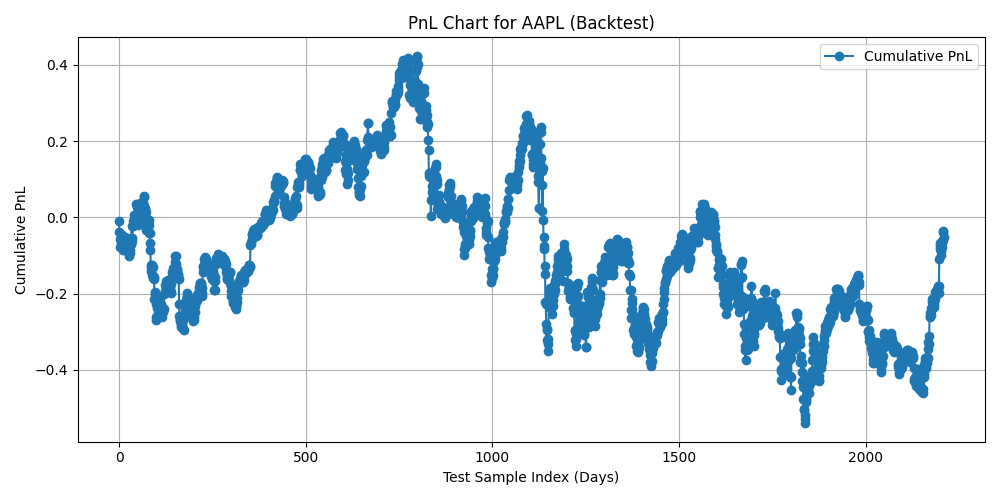 PnL Chart for AAPL (Backtest)
Cumulative PnL
0.4
0.2
0.0
−0.2
−0.4
Cumulative PnL
0 500 1000 1500 2000
Test Sample Index (Days)